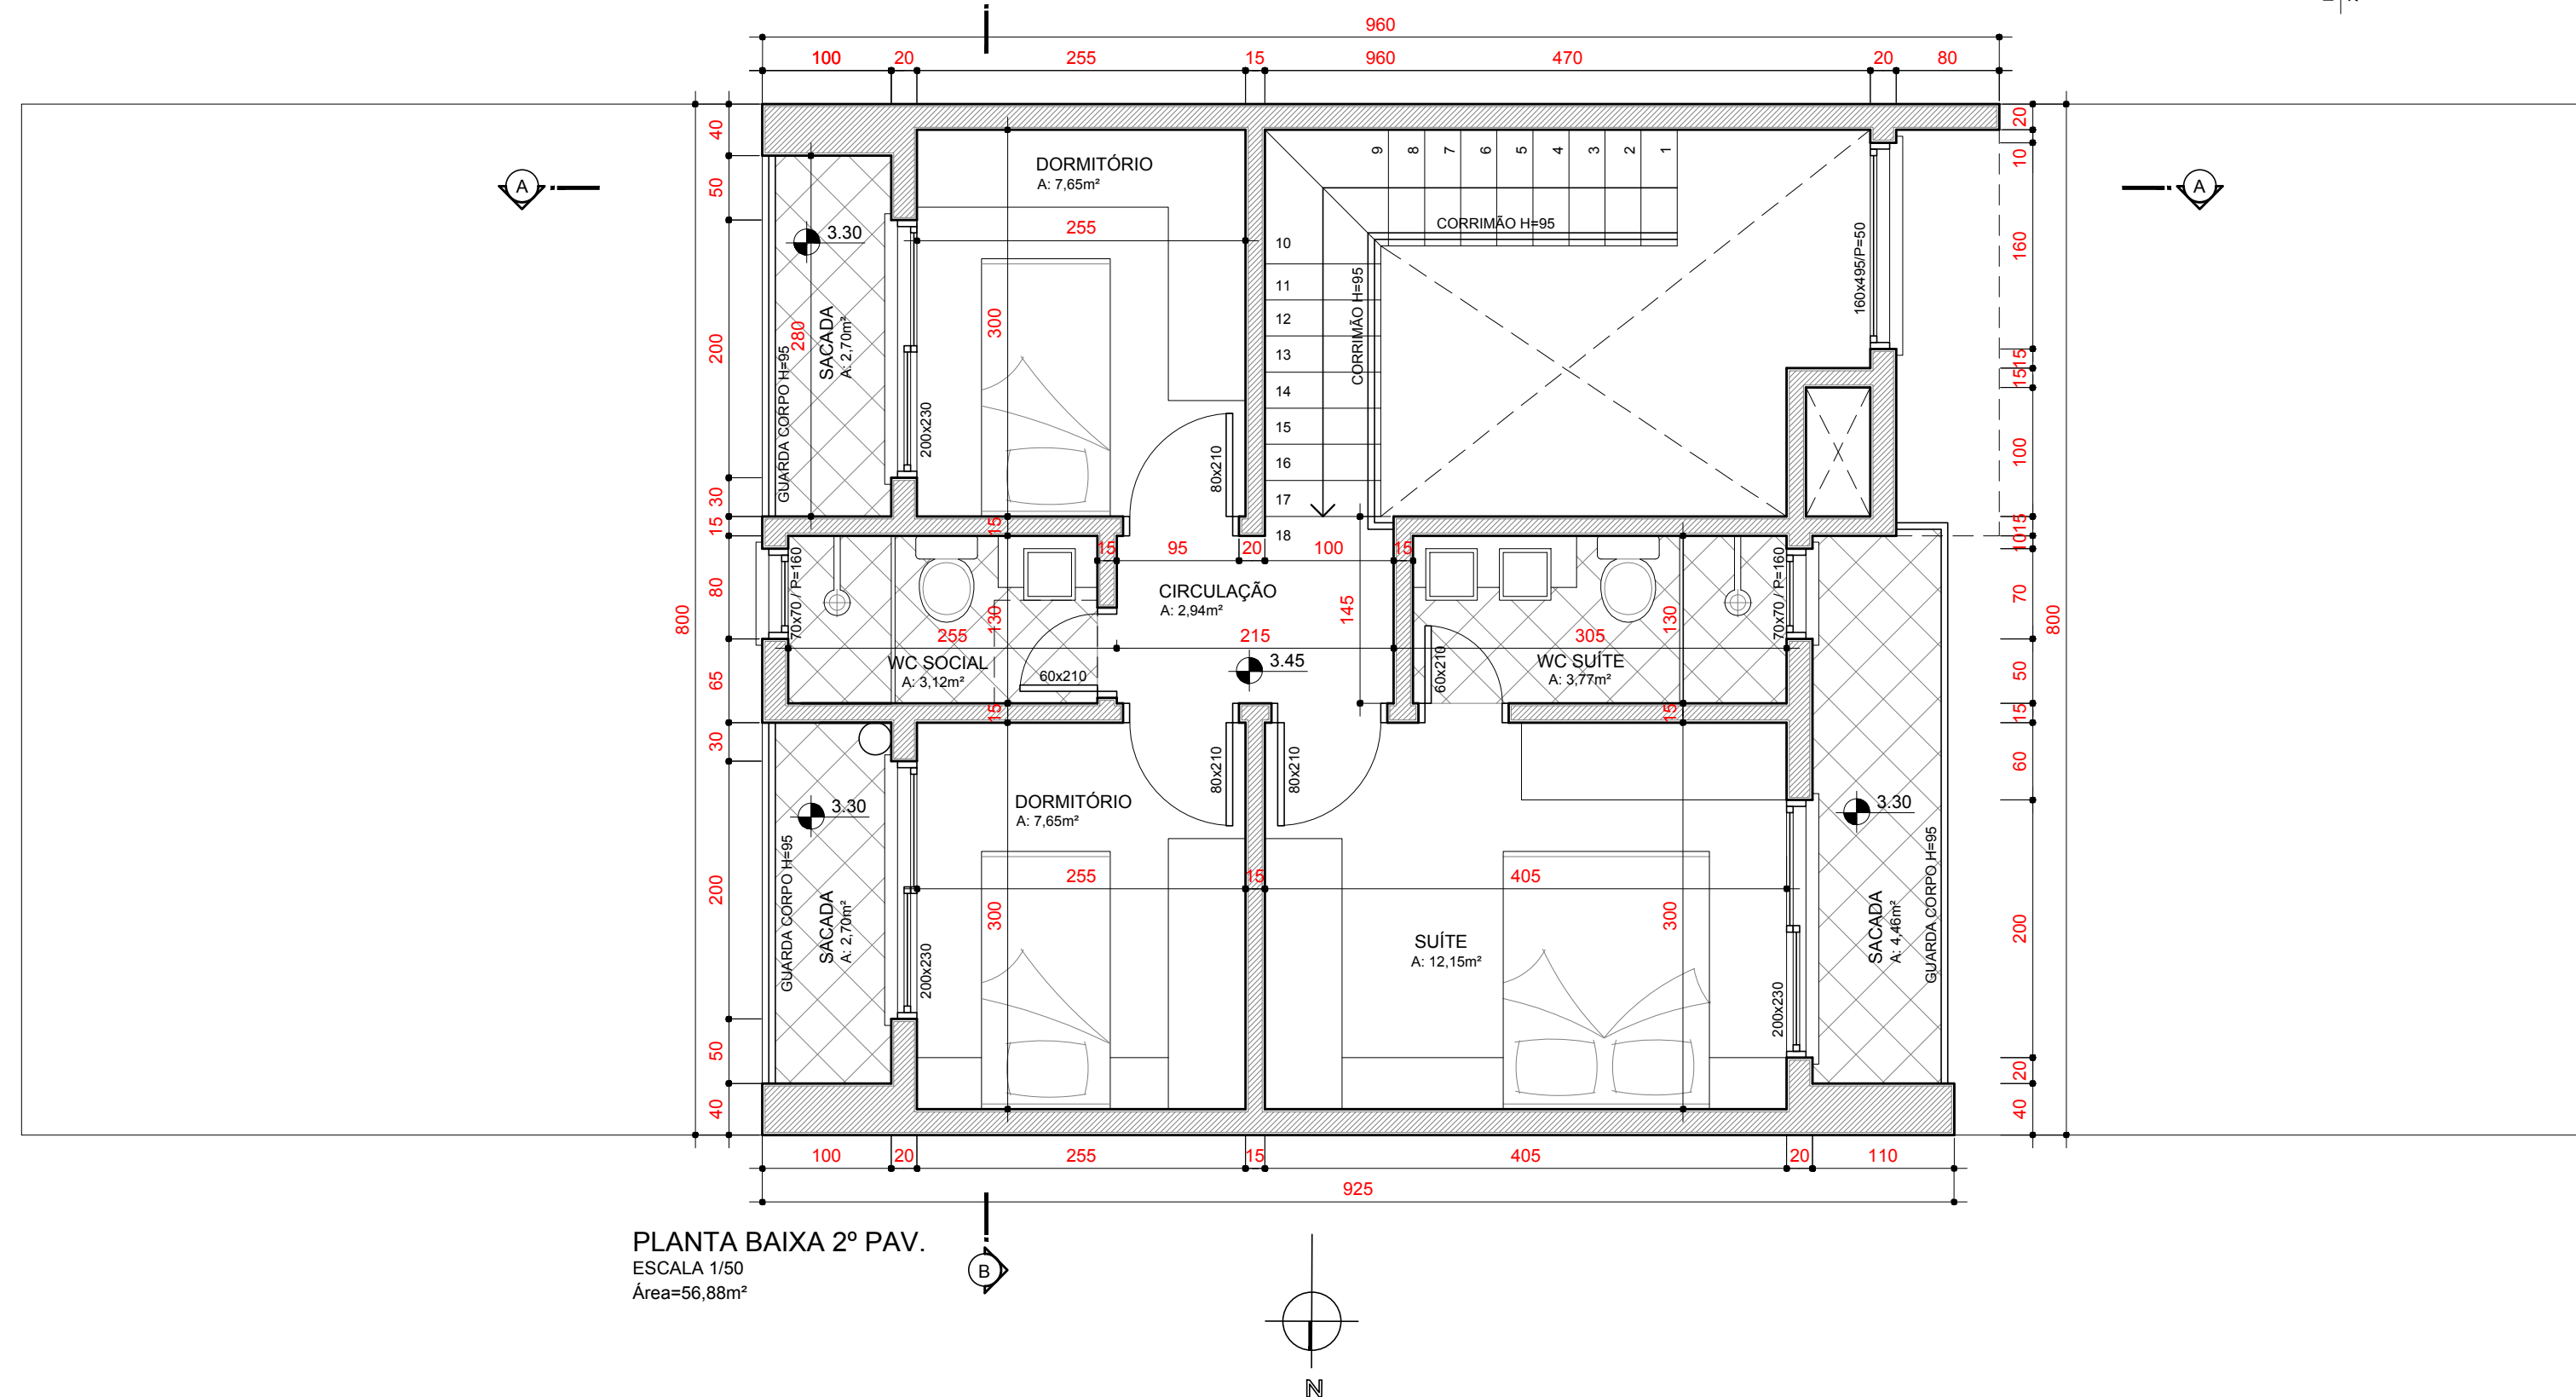 960
100 20 255 15 960 470 20 80
40
50
200
30
15
80
65
30
200
50
40
800
20
10
160
15
15
100
15
10
70
50
15
60
200
20
40
800
A
A
DORMITÓRIO
A: 7,65m²
255
300
200x230
80x210
3.30
280
SACADA
A: 2,70m²
GUARDA CORPO H=95
9 8 7 6 5 4 3 2 1
CORRIMÃO H=95
CORRIMÃO H=95
10
11
12
13
14
15
16
17
18
160x495/P=50
15
15 95 20 100 15
70x70 / P=160
CIRCULAÇÃO
A: 2,94m²
145
130
255
215
3.45
WC SOCIAL
A: 3,12m²
60x210
15
60x210
305
130
WC SUÍTE
A: 3,77m²
70x70 / P=160
15
80x210
80x210
DORMITÓRIO
A: 7,65m²
255 15 405
300
200x230
3.30
SACADA
A: 2,70m²
GUARDA CORPO H=95
SUÍTE
A: 12,15m²
300
200x230
3.30
SACADA
A: 4,46m²
GUARDA CORPO H=95
100 20 255 15 405 20 110
925
PLANTA BAIXA 2º PAV.
ESCALA 1/50
Área=56,88m²
B
N